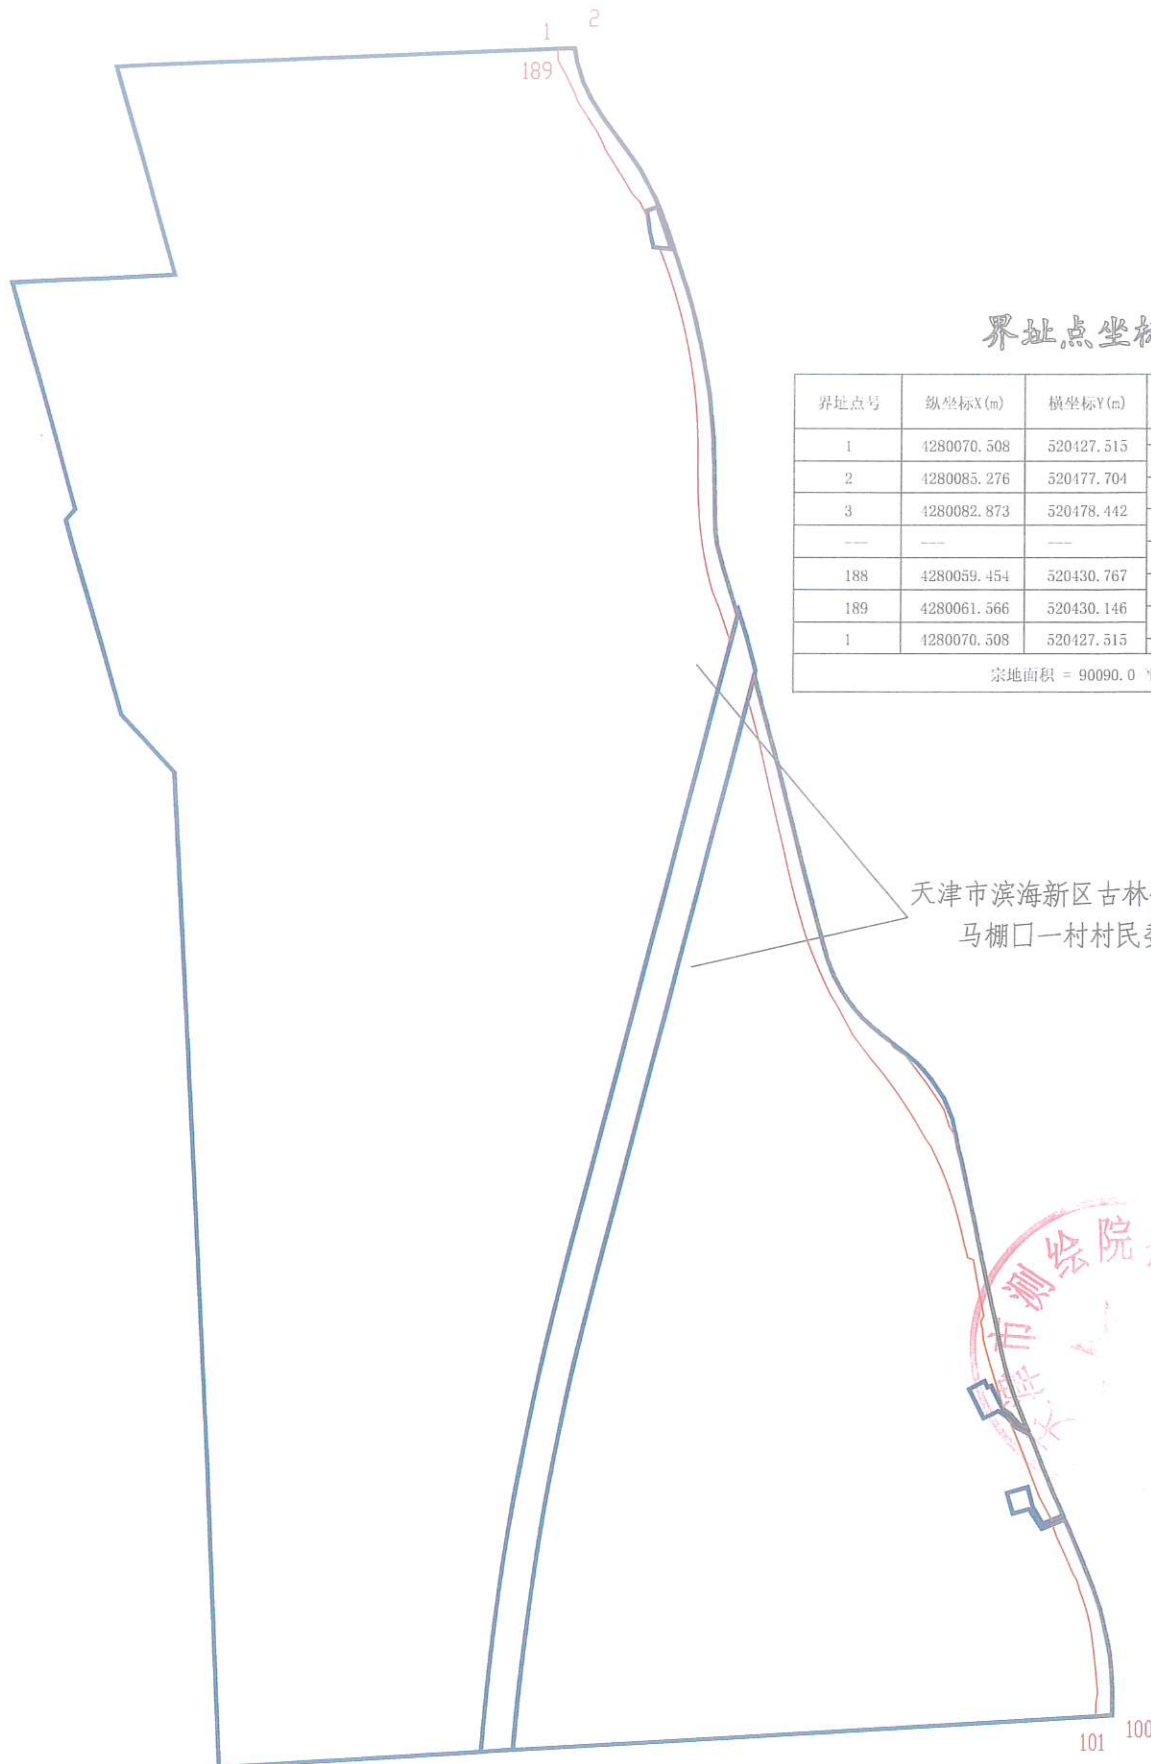 1
2
189
界址点坐标
界址点号 纵坐标X(m) 横坐标Y(m)
1 4280070.508 520427.515
2 4280085.276 520477.704
3 4280082.873 520478.442
--- --- ---
188 4280059.454 520430.767
189 4280061.566 520430.146
1 4280070.508 520427.515
宗地面积 = 90090.0
天津市滨海新区古林
马棚口一村村民委
天津市测绘院
101
100